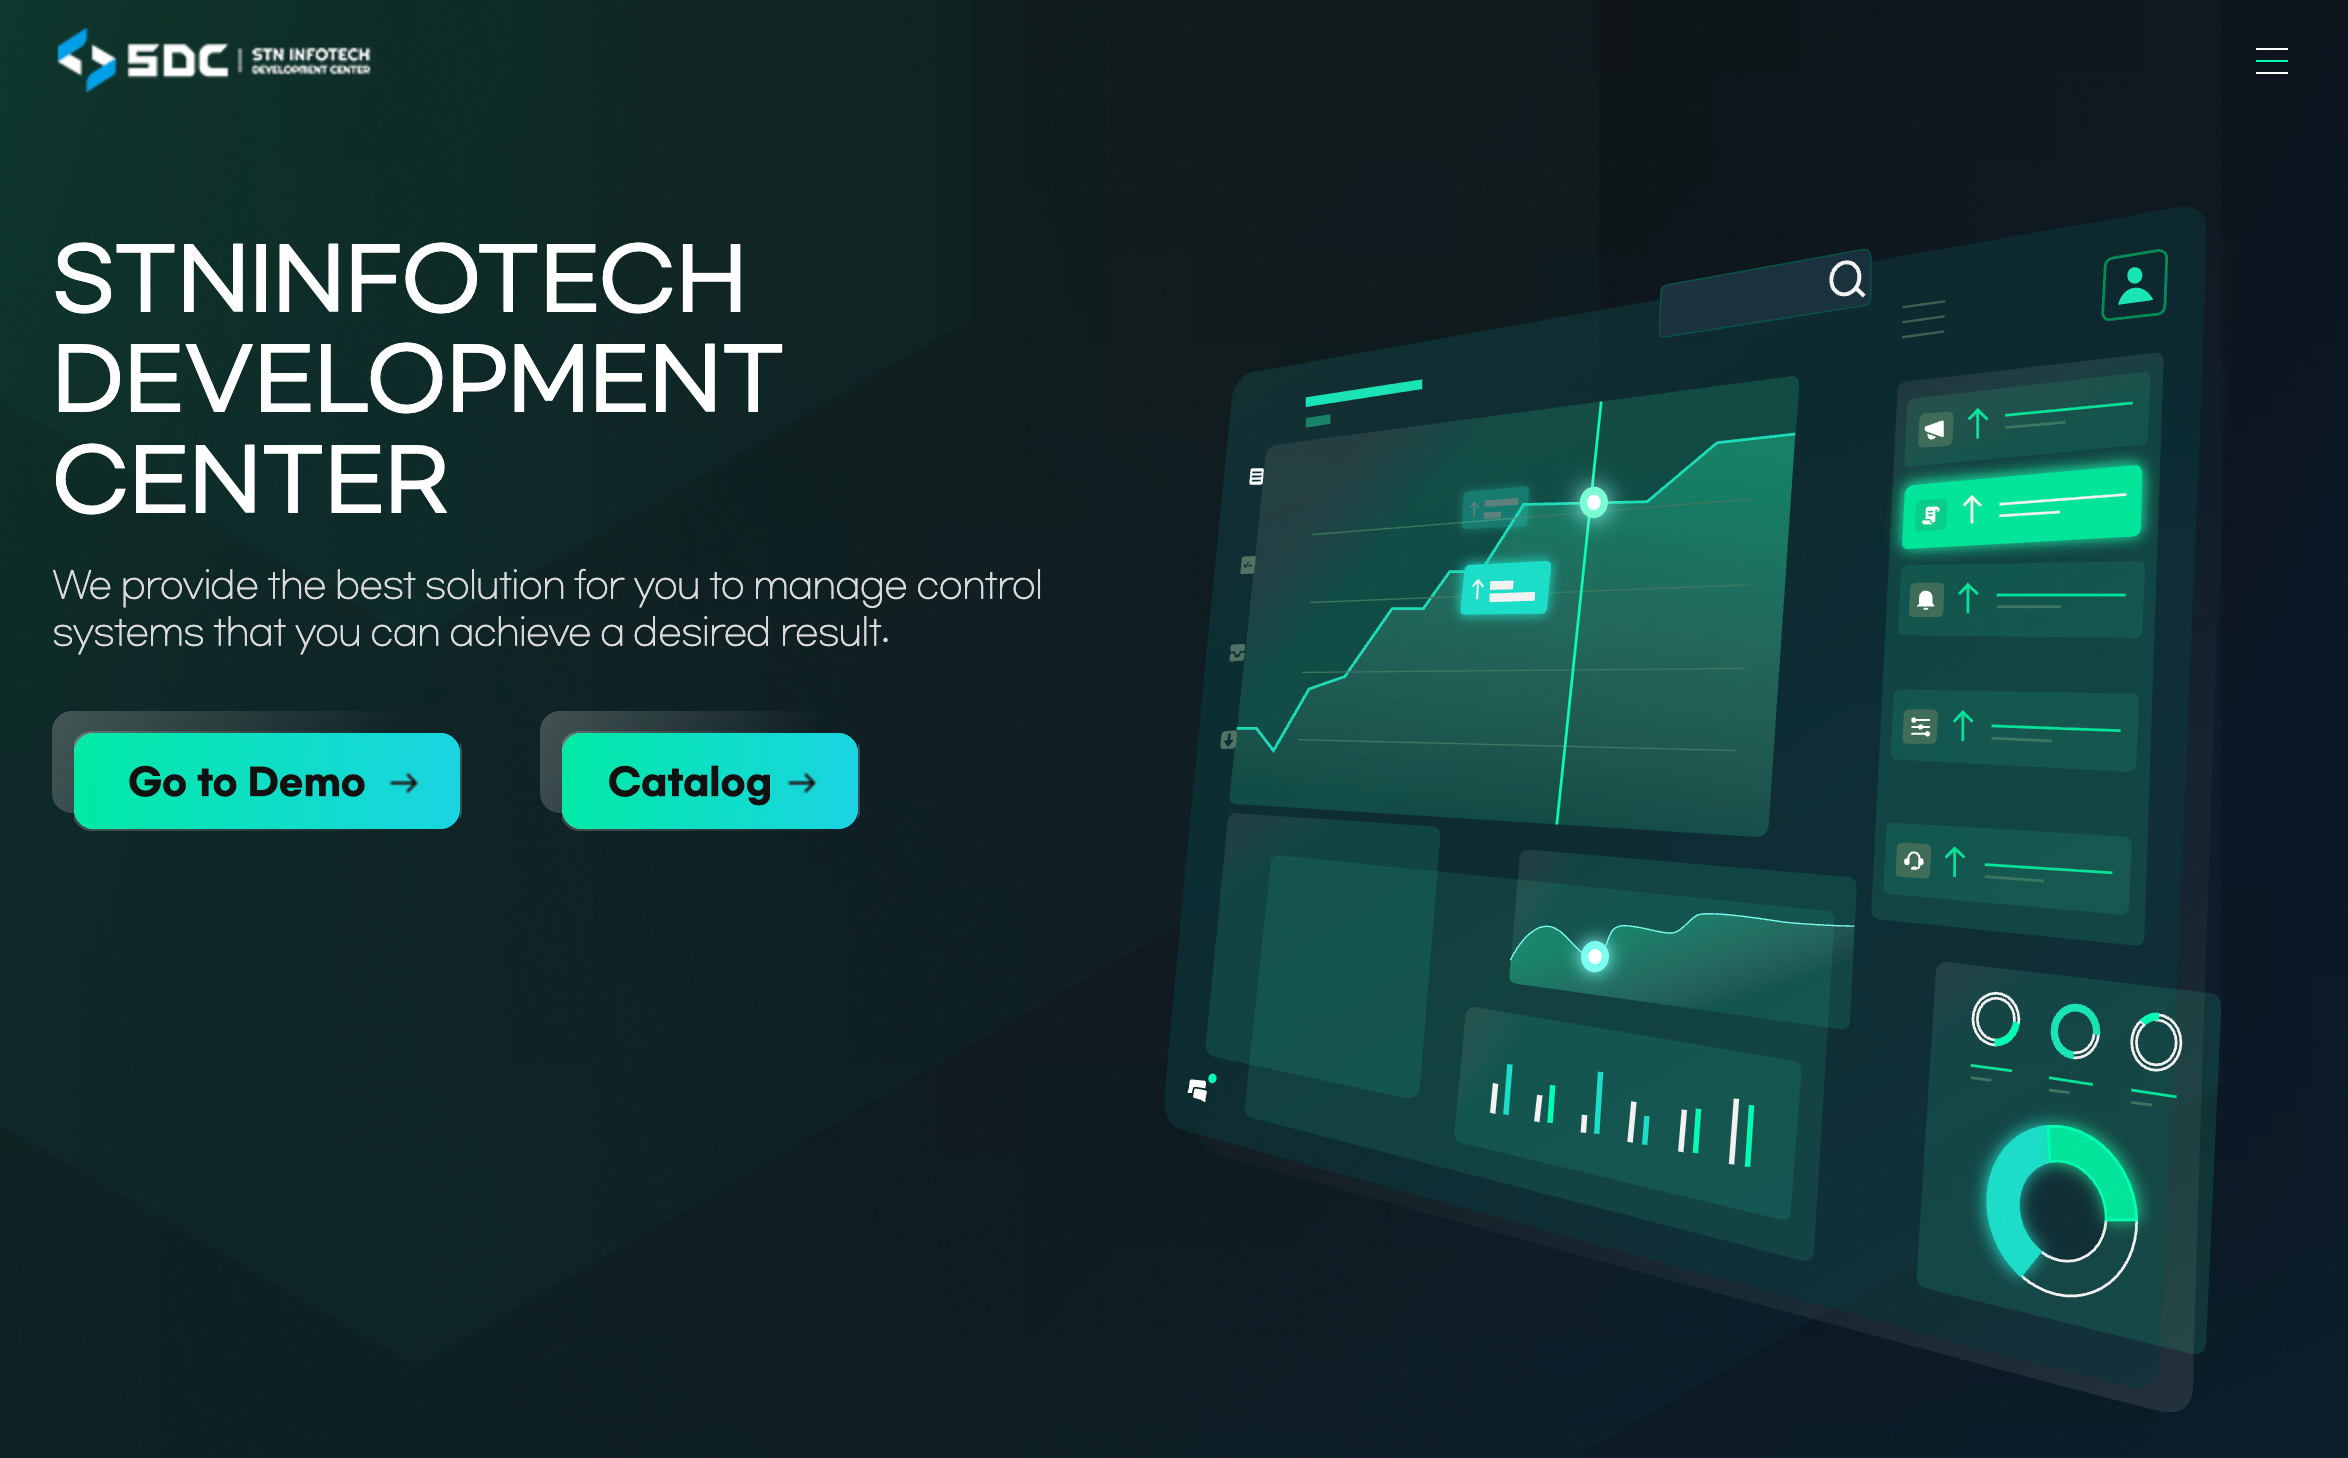 SDC
STN INFOTECH
DEVELOPMENT CENTER
STNINFOTECH
DEVELOPMENT
CENTER
We provide the best solution for you to manage control
systems that you can achieve a desired result.
Go to Demo →
Catalog →